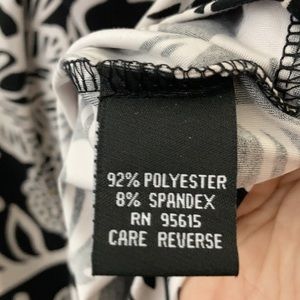 92% POLYESTER
8% SPANDEX
RN 95615
CARE REVERSE